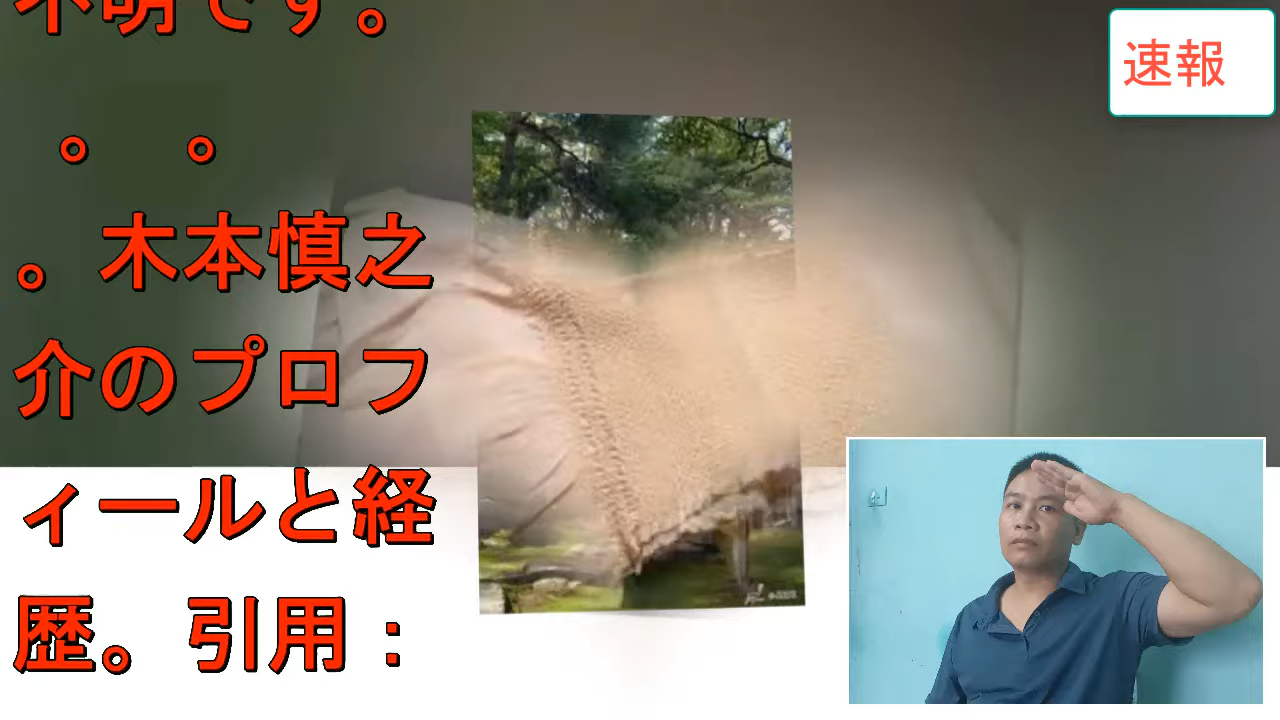 不明です。
。 。
。木本慎之
介のプロフ
ィールと経
歴。引用：
速報